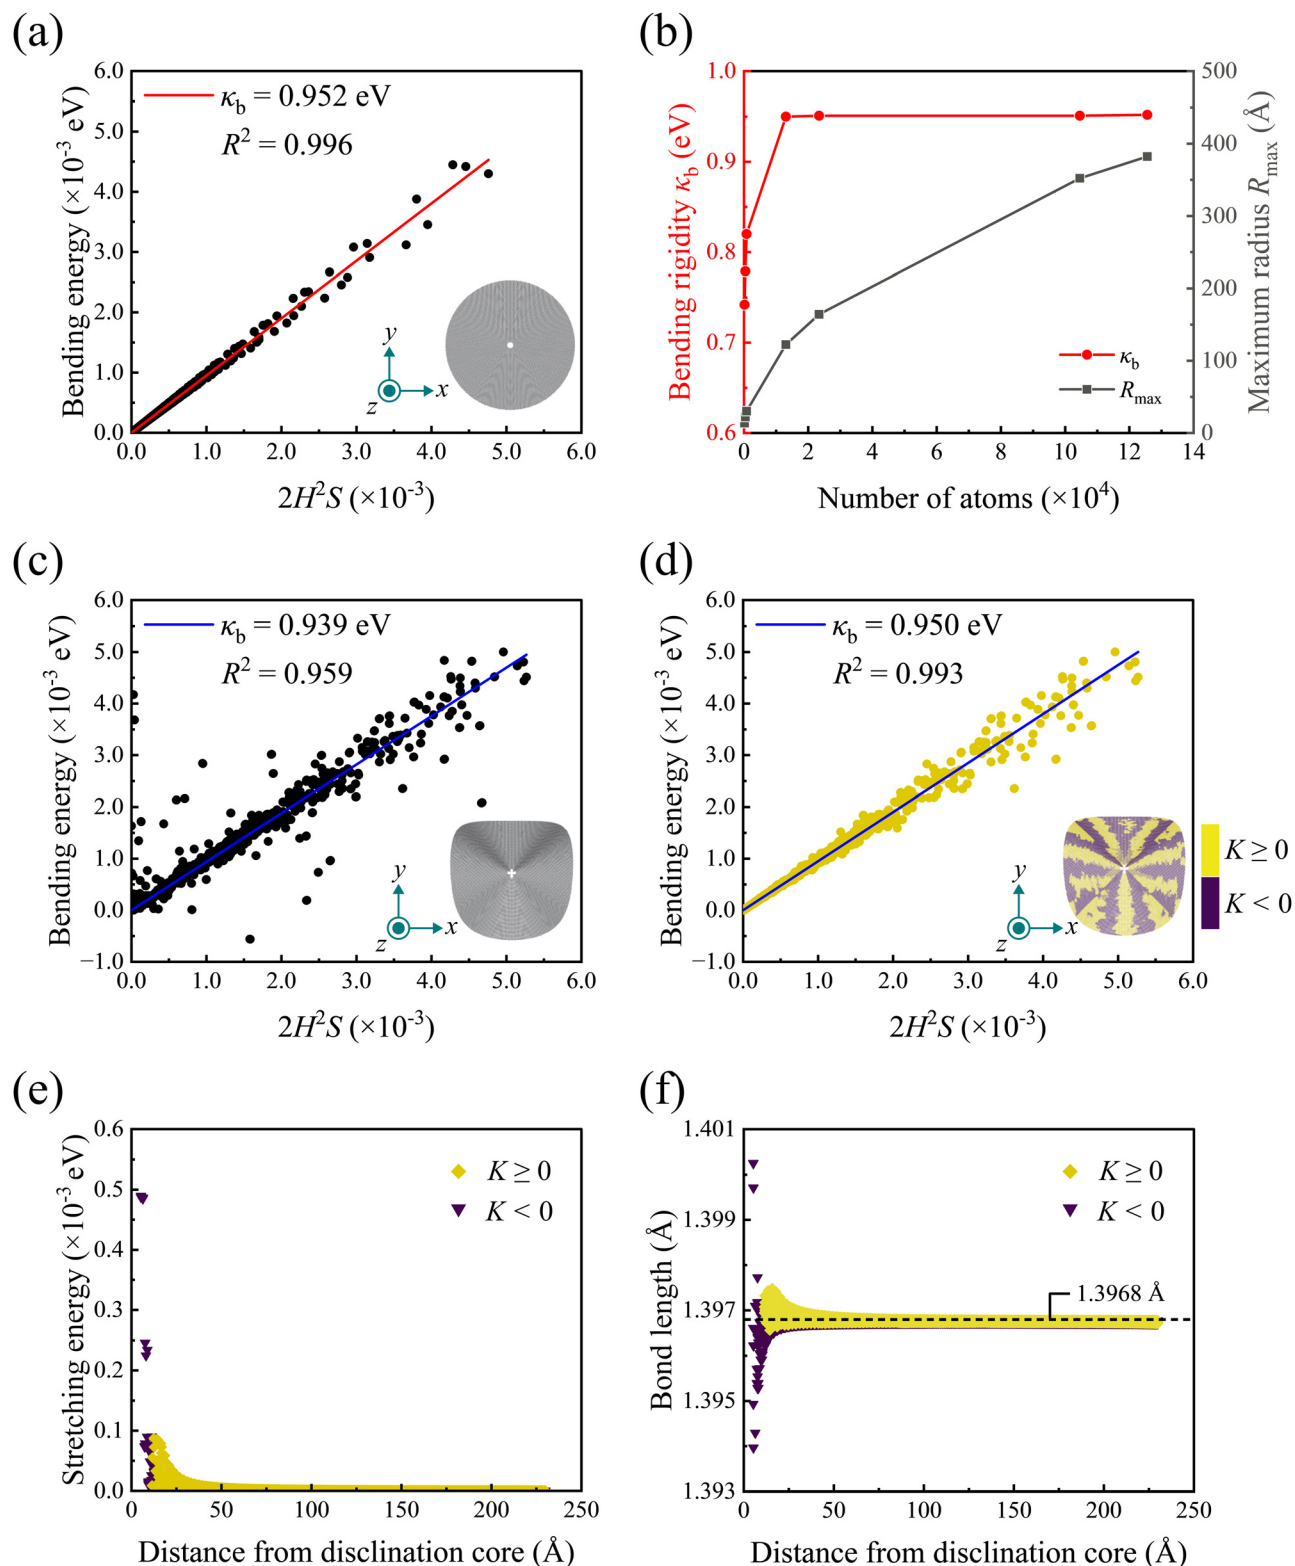 (a)
6.0
5.0
4.0
3.0
2.0
1.0
0.0
0.0 1.0 2.0 3.0 4.0 5.0 6.0
Bending energy (×10⁻³ eV)
2H²S (×10⁻³)
κ_b = 0.952 eV
R² = 0.996
y
x
z
(b)
1.0
0.9
0.8
0.7
0.6
500
400
300
200
100
0
0 2 4 6 8 10 12 14
Bending rigidity κ_b (eV)
Maximum radius R_max (Å)
Number of atoms (×10⁴)
κ_b
R_max
(c)
6.0
5.0
4.0
3.0
2.0
1.0
0.0
−1.0
0.0 1.0 2.0 3.0 4.0 5.0 6.0
Bending energy (×10⁻³ eV)
2H²S (×10⁻³)
κ_b = 0.939 eV
R² = 0.959
y
x
z
(d)
6.0
5.0
4.0
3.0
2.0
1.0
0.0
−1.0
0.0 1.0 2.0 3.0 4.0 5.0 6.0
Bending energy (×10⁻³ eV)
2H²S (×10⁻³)
κ_b = 0.950 eV
R² = 0.993
y
x
z
K ≥ 0
K < 0
(e)
0.6
0.5
0.4
0.3
0.2
0.1
0.0
0 50 100 150 200 250
Stretching energy (×10⁻³ eV)
Distance from disclination core (Å)
K ≥ 0
K < 0
(f)
1.401
1.399
1.397
1.395
1.393
0 50 100 150 200 250
Bond length (Å)
Distance from disclination core (Å)
K ≥ 0
K < 0
1.3968 Å